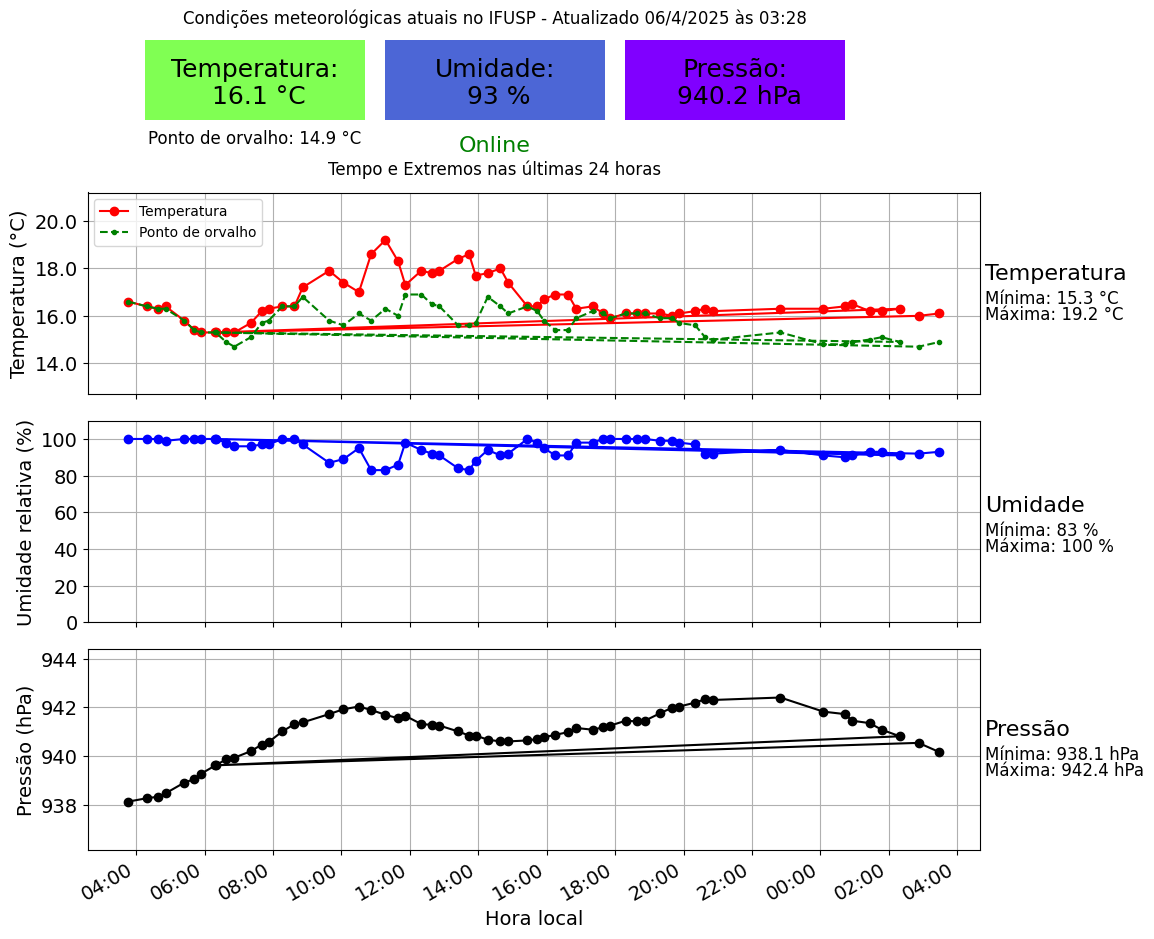 Condições meteorológicas atuais no IFUSP - Atualizado 06/4/2025 às 03:28
Temperatura:
16.1 °C
Umidade:
93 %
Pressão:
940.2 hPa
Ponto de orvalho: 14.9 °C
Online
Tempo e Extremos nas últimas 24 horas
Temperatura (°C)
20.0
18.0
16.0
14.0
Temperatura
Ponto de orvalho
Temperatura
Mínima: 15.3 °C
Máxima: 19.2 °C
Umidade relativa (%)
100
80
60
40
20
0
Umidade
Mínima: 83 %
Máxima: 100 %
Pressão (hPa)
944
942
940
938
Pressão
Mínima: 938.1 hPa
Máxima: 942.4 hPa
04:00
06:00
08:00
10:00
12:00
14:00
16:00
18:00
20:00
22:00
00:00
02:00
04:00
Hora local